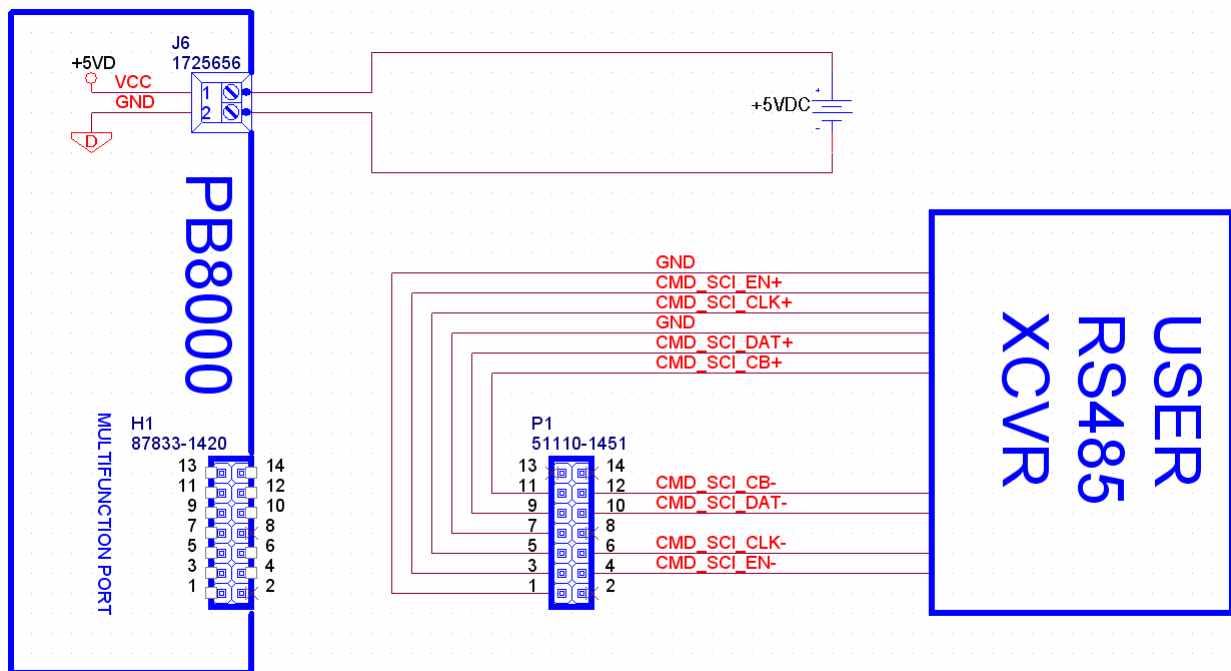 J6
1725656
+5VD
VCC
GND
1
2
D
+
+5VDC
-
PB8000
GND
CMD_SCI_EN+
CMD_SCI_CLK+
GND
CMD_SCI_DAT+
CMD_SCI_CB+
USER
RS485
XCVR
MULTIFUNCTION PORT
H1
87833-1420
13 14
11 12
9 10
7 8
5 6
3 4
1 2
P1
51110-1451
13 14
11 12 CMD_SCI_CB-
9 10 CMD_SCI_DAT-
7 8
5 6 CMD_SCI_CLK-
3 4 CMD_SCI_EN-
1 2